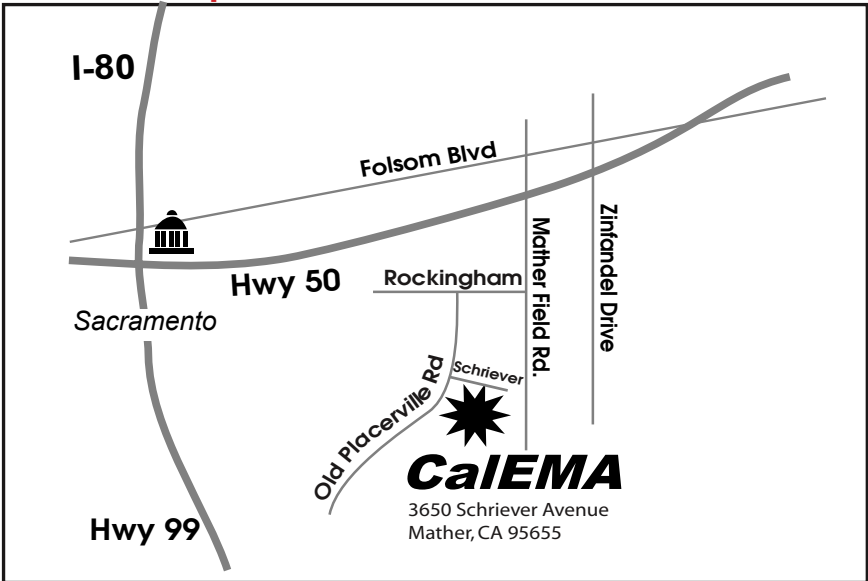 I-80
Folsom Blvd
Hwy 50
Sacramento
Rockingham
Mather Field Rd.
Zinfandel Drive
Schriever
Old Placerville Rd
Hwy 99
CalEMA
3650 Schriever Avenue
Mather, CA 95655